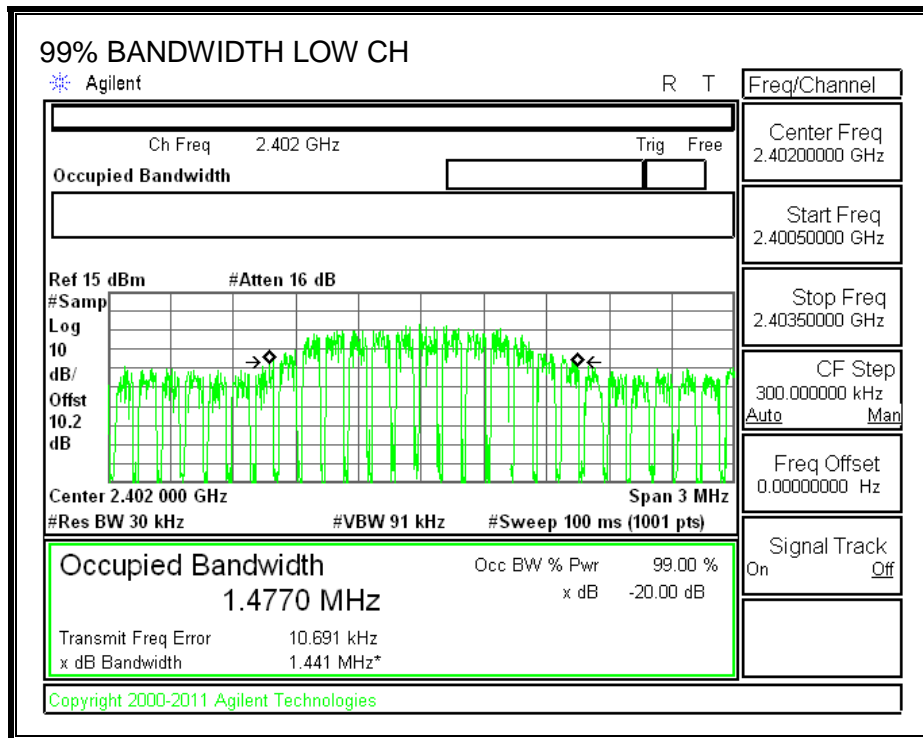 99% BANDWIDTH LOW CH
Agilent R T
Ch Freq 2.402 GHz Trig Free
Occupied Bandwidth
Ref 15 dBm #Atten 16 dB
#Samp
Log
10
dB/
Offst
10.2
dB
Center 2.402 000 GHz Span 3 MHz
#Res BW 30 kHz #VBW 91 kHz #Sweep 100 ms (1001 pts)
Occupied Bandwidth
1.4770 MHz
Occ BW % Pwr 99.00 %
x dB -20.00 dB
Transmit Freq Error 10.691 kHz
x dB Bandwidth 1.441 MHz*
Copyright 2000-2011 Agilent Technologies
Freq/Channel
Center Freq
2.40200000 GHz
Start Freq
2.40050000 GHz
Stop Freq
2.40350000 GHz
CF Step
300.000000 kHz
Auto Man
Freq Offset
0.00000000 Hz
Signal Track
On Off